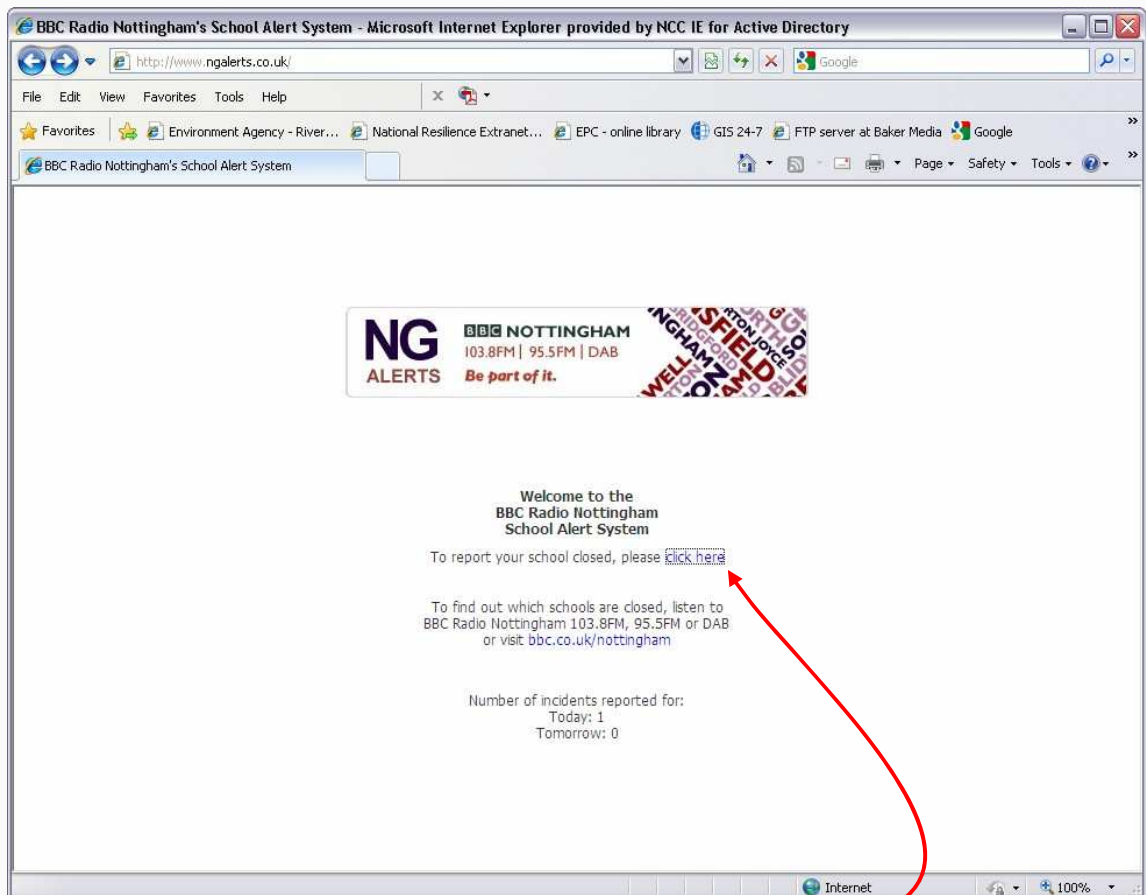 BBC Radio Nottingham's School Alert System - Microsoft Internet Explorer provided by NCC IE for Active Directory
http://www.ngalerts.co.uk/
Google
File Edit View Favorites Tools Help
Favorites Environment Agency - River... National Resilience Extranet... EPC - online library GIS 24-7 FTP server at Baker Media Google
BBC Radio Nottingham's School Alert System
Page Safety Tools
NG
ALERTS
BBC NOTTINGHAM
103.8FM | 95.5FM | DAB
Be part of it.
Welcome to the
BBC Radio Nottingham
School Alert System
To report your school closed, please click here
To find out which schools are closed, listen to
BBC Radio Nottingham 103.8FM, 95.5FM or DAB
or visit bbc.co.uk/nottingham
Number of incidents reported for:
Today: 1
Tomorrow: 0
Internet 100%